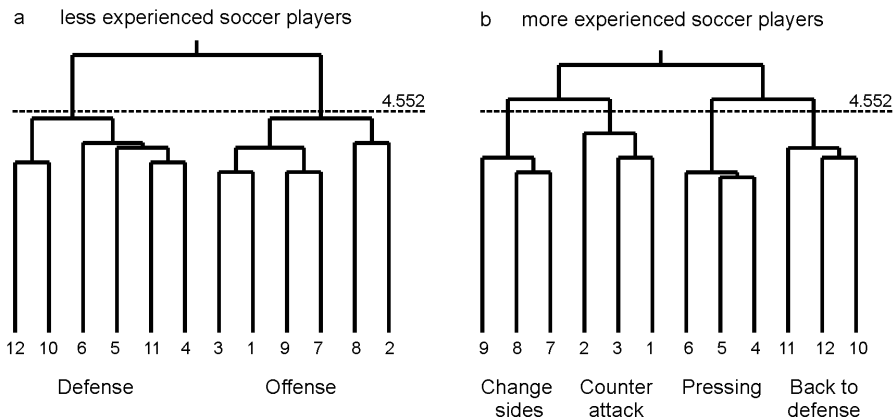 a less experienced soccer players
4.552
12 10 6 5 11 4 3 1 9 7 8 2
Defense Offense
b more experienced soccer players
4.552
9 8 7 2 3 1 6 5 4 11 12 10
Change sides
Counter attack
Pressing
Back to defense